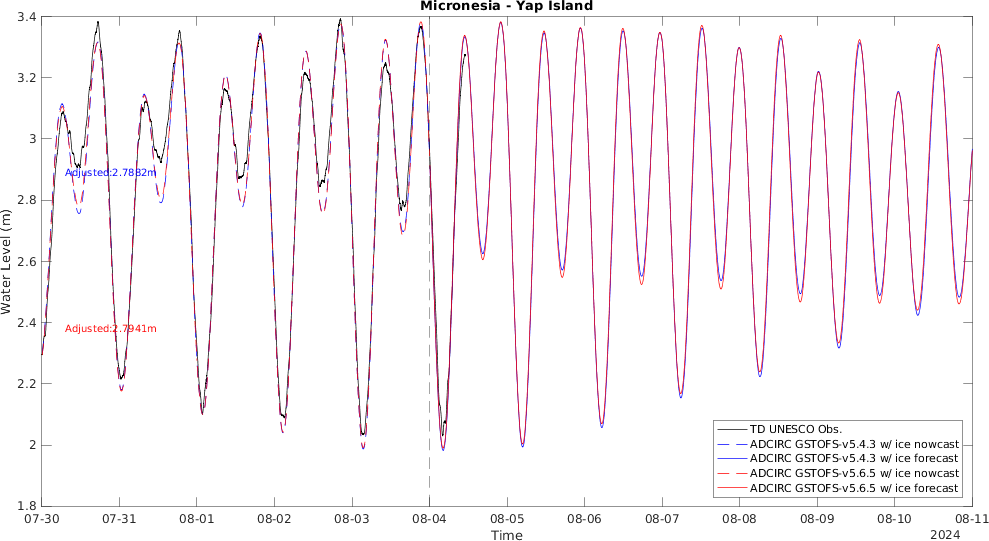 Micronesia - Yap Island
3.4
3.2
3
2.8
2.6
2.4
2.2
2
1.8
Water Level (m)
Adjusted:2.7882m
Adjusted:2.7941m
TD UNESCO Obs.
ADCIRC GSTOFS-v5.4.3 w/ ice nowcast
ADCIRC GSTOFS-v5.4.3 w/ ice forecast
ADCIRC GSTOFS-v5.6.5 w/ ice nowcast
ADCIRC GSTOFS-v5.6.5 w/ ice forecast
07-30 07-31 08-01 08-02 08-03 08-04 08-05 08-06 08-07 08-08 08-09 08-10 08-11
Time
2024